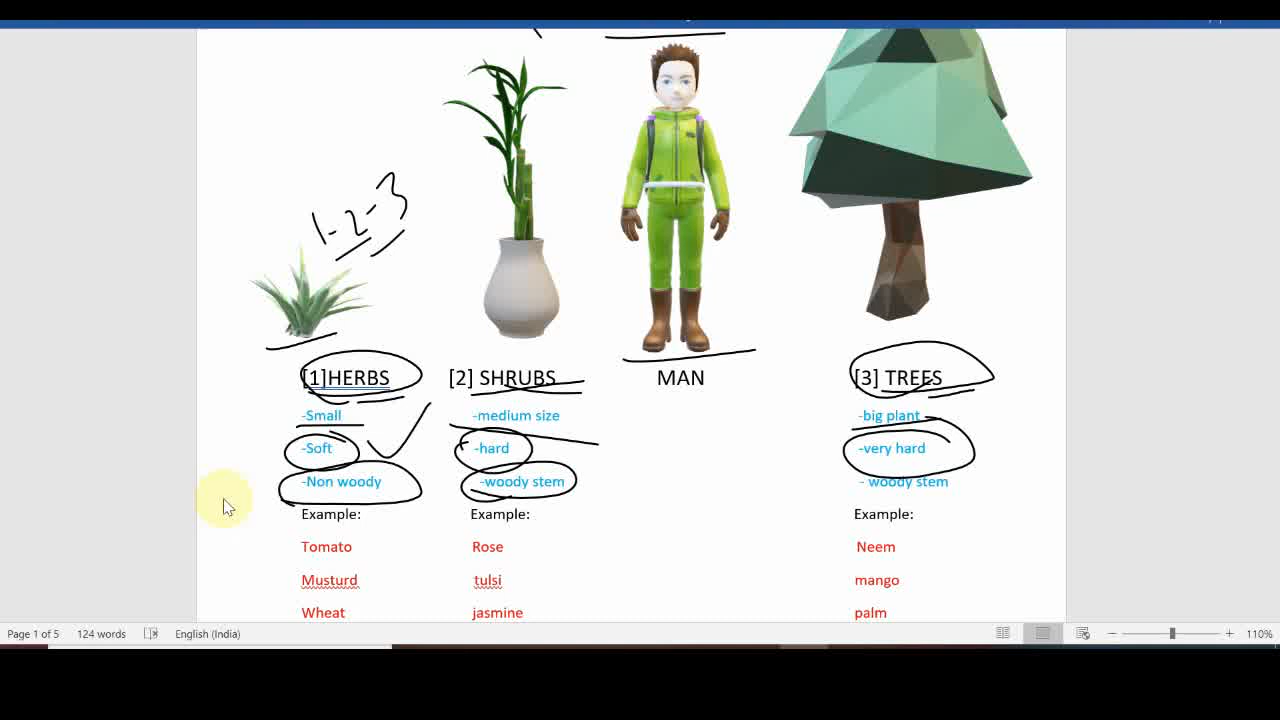 1-2-3
[1]HERBS [2] SHRUBS MAN [3] TREES
-Small -medium size -big plant
-Soft -hard -very hard
-Non woody -woody stem - woody stem
Example: Example: Example:
Tomato Rose Neem
Musturd tulsi mango
Wheat jasmine palm
Page 1 of 5 124 words English (India) 110%